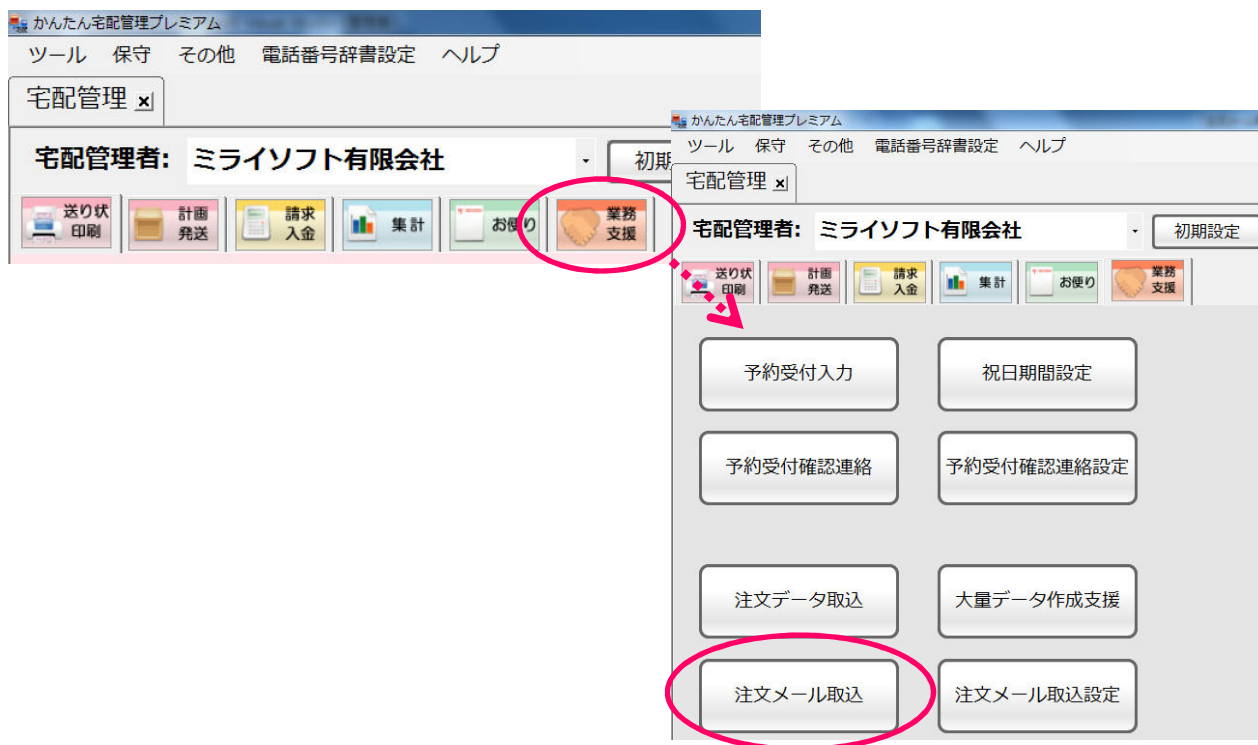 かんたん宅配管理プレミアム
ツール 保守 その他 電話番号辞書設定 ヘルプ
宅配管理 x
宅配管理者: ミライソフト有限会社 初期
送り状印刷 計画発送 請求入金 集計 お便り 業務支援
かんたん宅配管理プレミアム
ツール 保守 その他 電話番号辞書設定 ヘルプ
宅配管理 x
宅配管理者: ミライソフト有限会社 初期設定
送り状印刷 計画発送 請求入金 集計 お便り 業務支援
予約受付入力 祝日期間設定
予約受付確認連絡 予約受付確認連絡設定
注文データ取込 大量データ作成支援
注文メール取込 注文メール取込設定